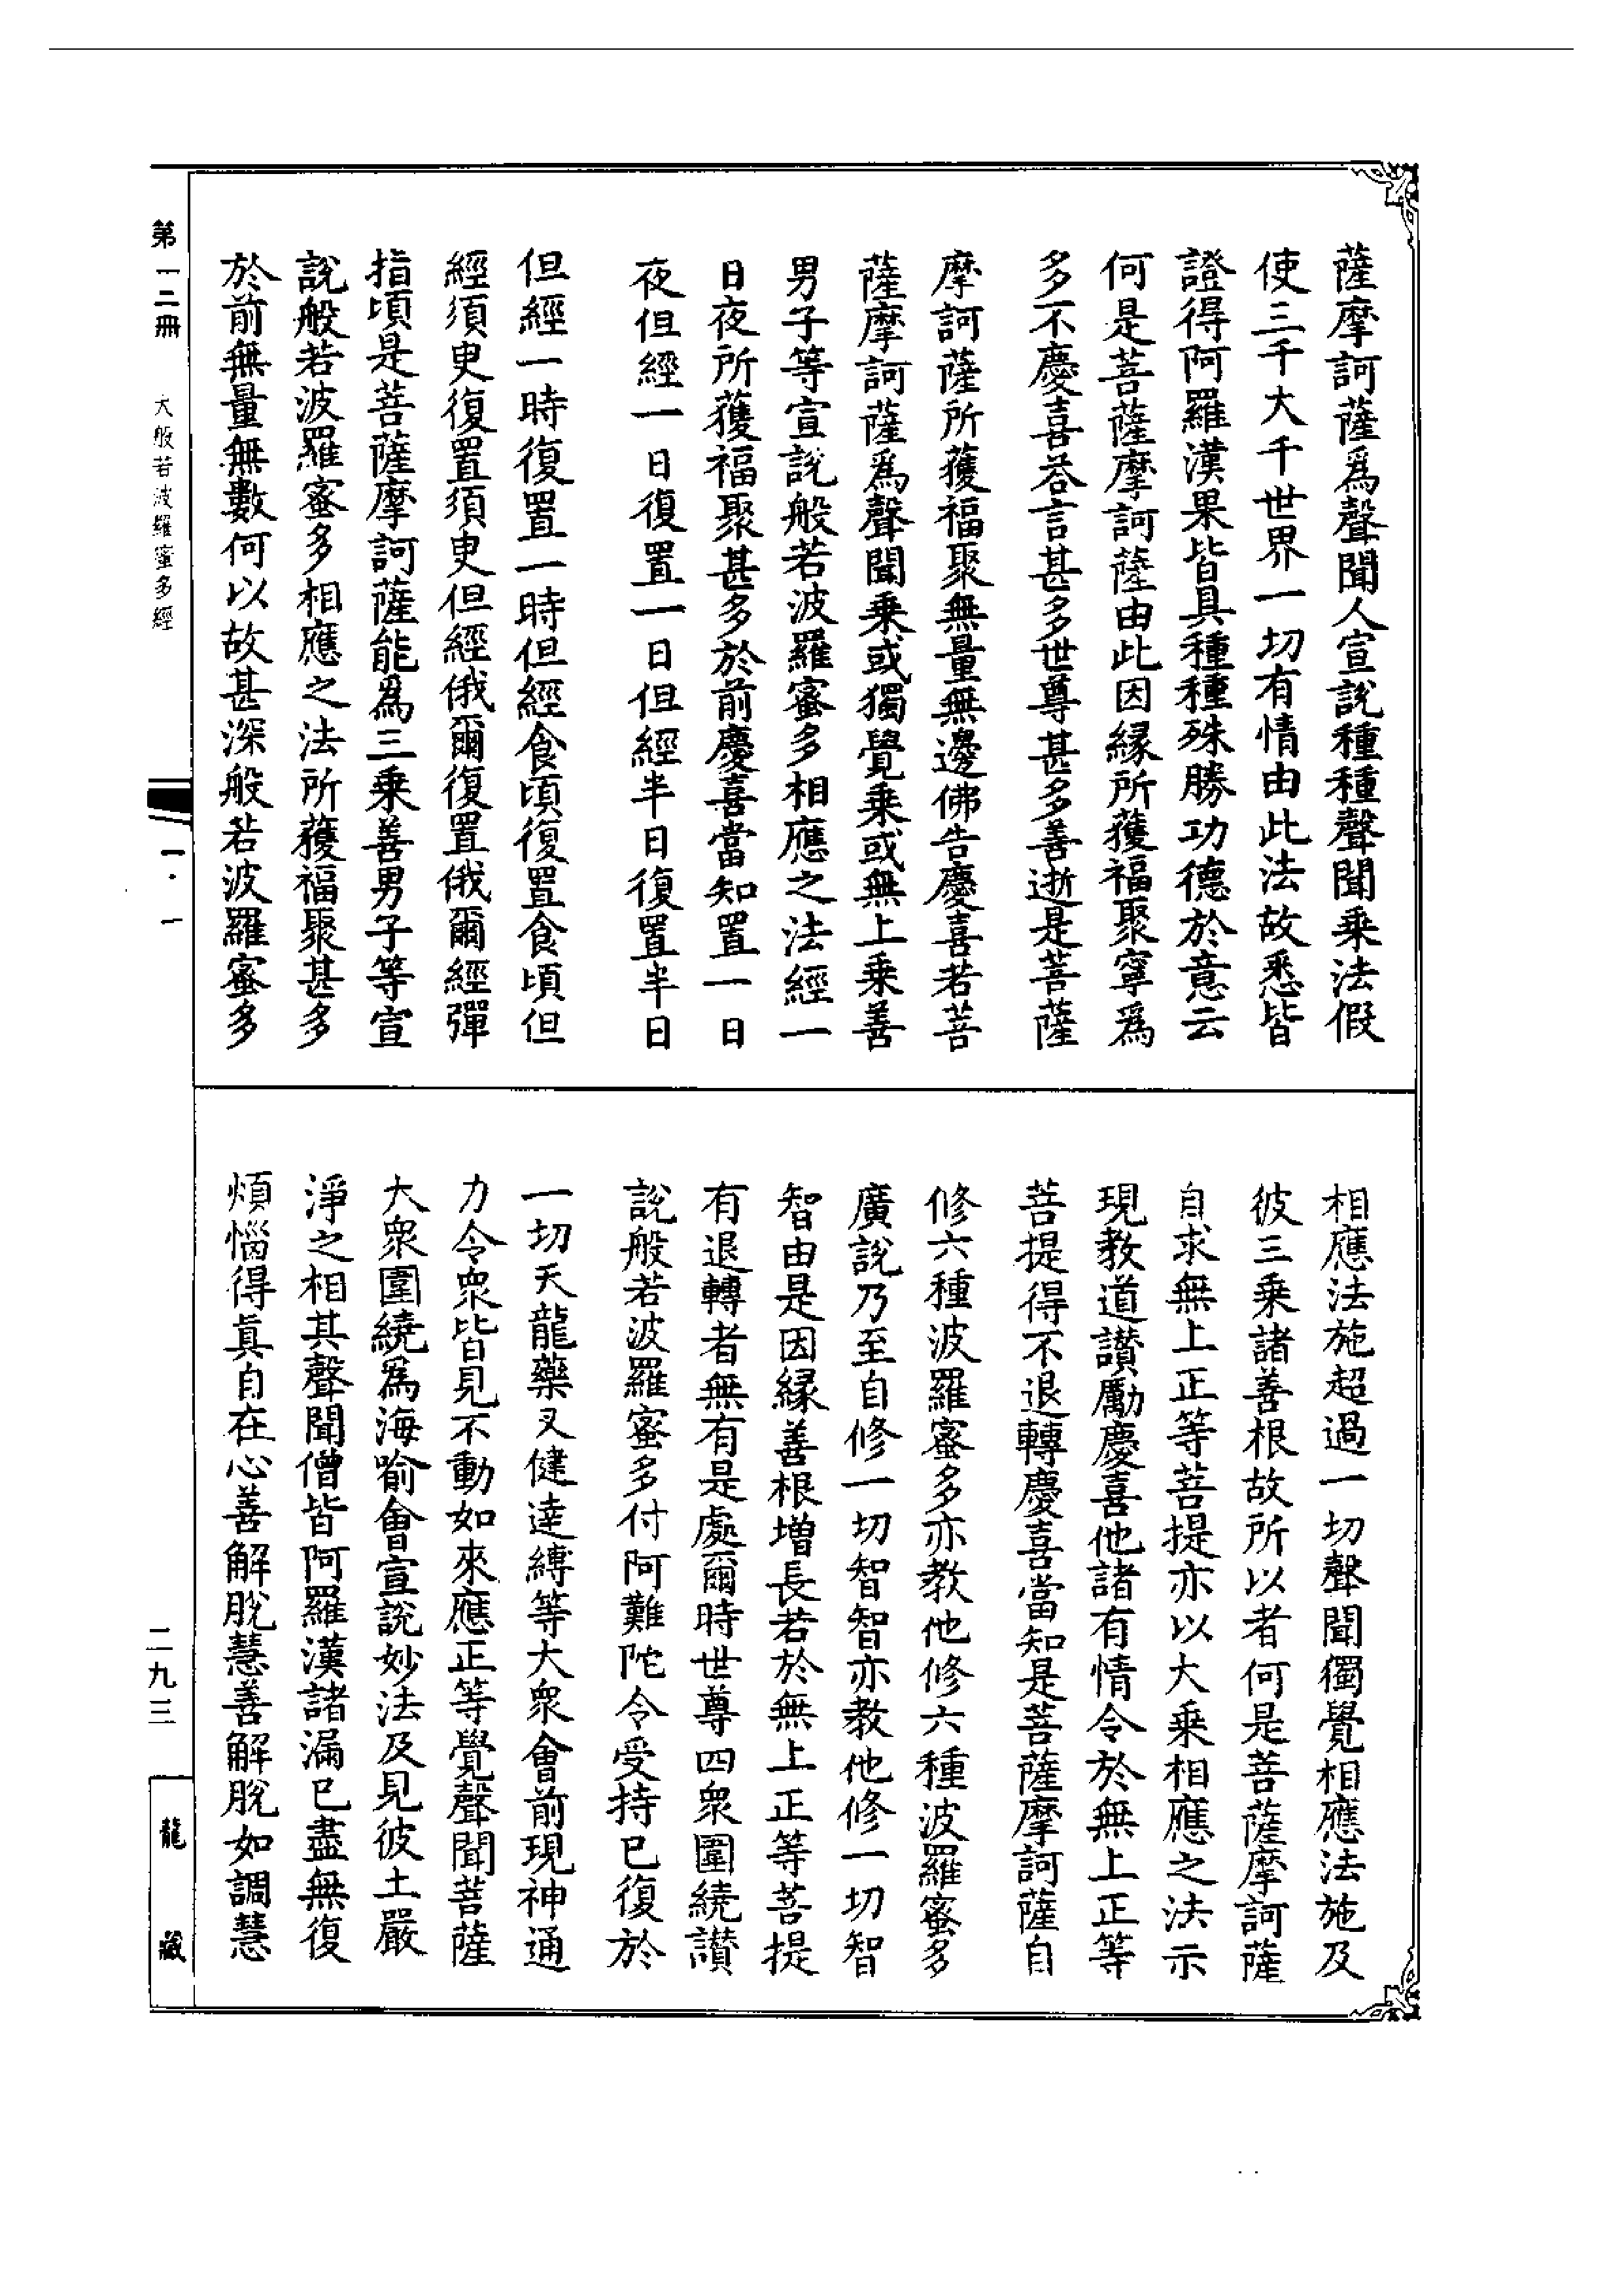 薩摩訶薩爲聲聞人宣說種種聲聞乘法假
使三千大千世界一切有情由此法故悉皆
證得阿羅漢果皆具種種殊勝功德於意云
何是菩薩摩訶薩由此因緣所獲福聚寧爲
多不慶喜荅言甚多世尊甚多善逝是菩薩
摩訶薩所獲福聚無量無邊佛告慶喜若菩
薩摩訶薩爲聲聞乘或獨覺乘或無上乘善
男子等宣說般若波羅蜜多相應之法經一
日夜所獲福聚甚多於前慶喜當知置一日
夜但經一日復置一日但經半日復置半日
但經一時復置一時但經食頃復置食頃但
經須臾復置須臾但經俄爾復置俄爾經彈
指頃是菩薩摩訶薩能爲三乘善男子等宣
說般若波羅蜜多相應之法所獲福聚甚多
於前無量無數何以故甚深般若波羅蜜多
相應法施超過一切聲聞獨覺相應法施及
彼三乘諸善根故所以者何是菩薩摩訶薩
自求無上正等菩提亦以大乘相應之法示
現教道讃勵慶喜他諸有情令於無上正等
菩提得不退轉慶喜當知是菩薩摩訶薩自
修六種波羅蜜多亦教他修六種波羅蜜多
廣說乃至自修一切智智亦教他修一切智
智由是因緣善根增長若於無上正等菩提
有退轉者無有是處爾時世尊四衆圍繞讃
說般若波羅蜜多付阿難陀令受持已復於
一切天龍藥叉健達縛等大衆會前現神通
力令衆皆見不動如來應正等覺聲聞菩薩
大衆圍繞爲海喻會宣說妙法及見彼土嚴
淨之相其聲聞僧皆阿羅漢諸漏已盡無復
煩惱得眞自在心善解脫慧善解脫如調慧
第一三冊
大般若波羅蜜多經
一·一
二九三
龍藏